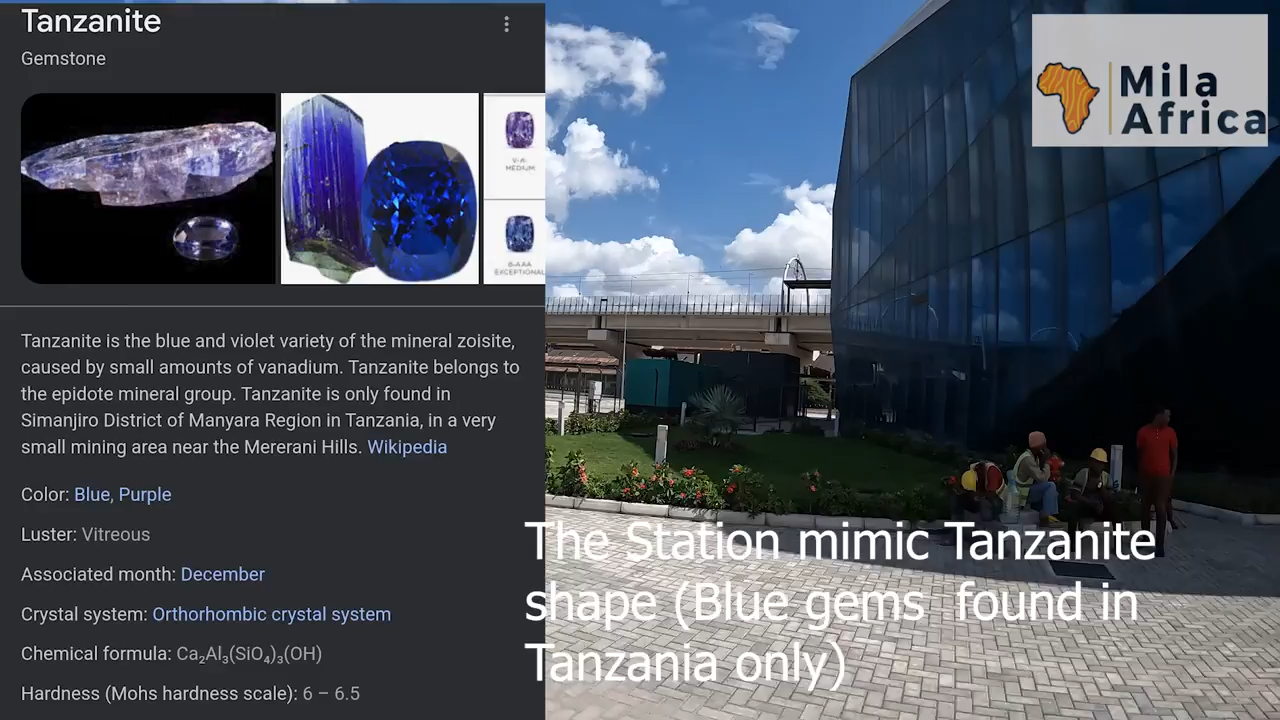 Tanzanite
Gemstone
V-A:
MEDIUM
8-AAA
EXCEPTIONAL
Tanzanite is the blue and violet variety of the mineral zoisite,
caused by small amounts of vanadium. Tanzanite belongs to
the epidote mineral group. Tanzanite is only found in
Simanjiro District of Manyara Region in Tanzania, in a very
small mining area near the Mererani Hills. Wikipedia
Color: Blue, Purple
Luster: Vitreous
Associated month: December
Crystal system: Orthorhombic crystal system
Chemical formula: Ca₂Al₃(SiO₄)₃(OH)
Hardness (Mohs hardness scale): 6 – 6.5
Mila
Africa
The Station mimic Tanzanite
shape (Blue gems found in
Tanzania only)